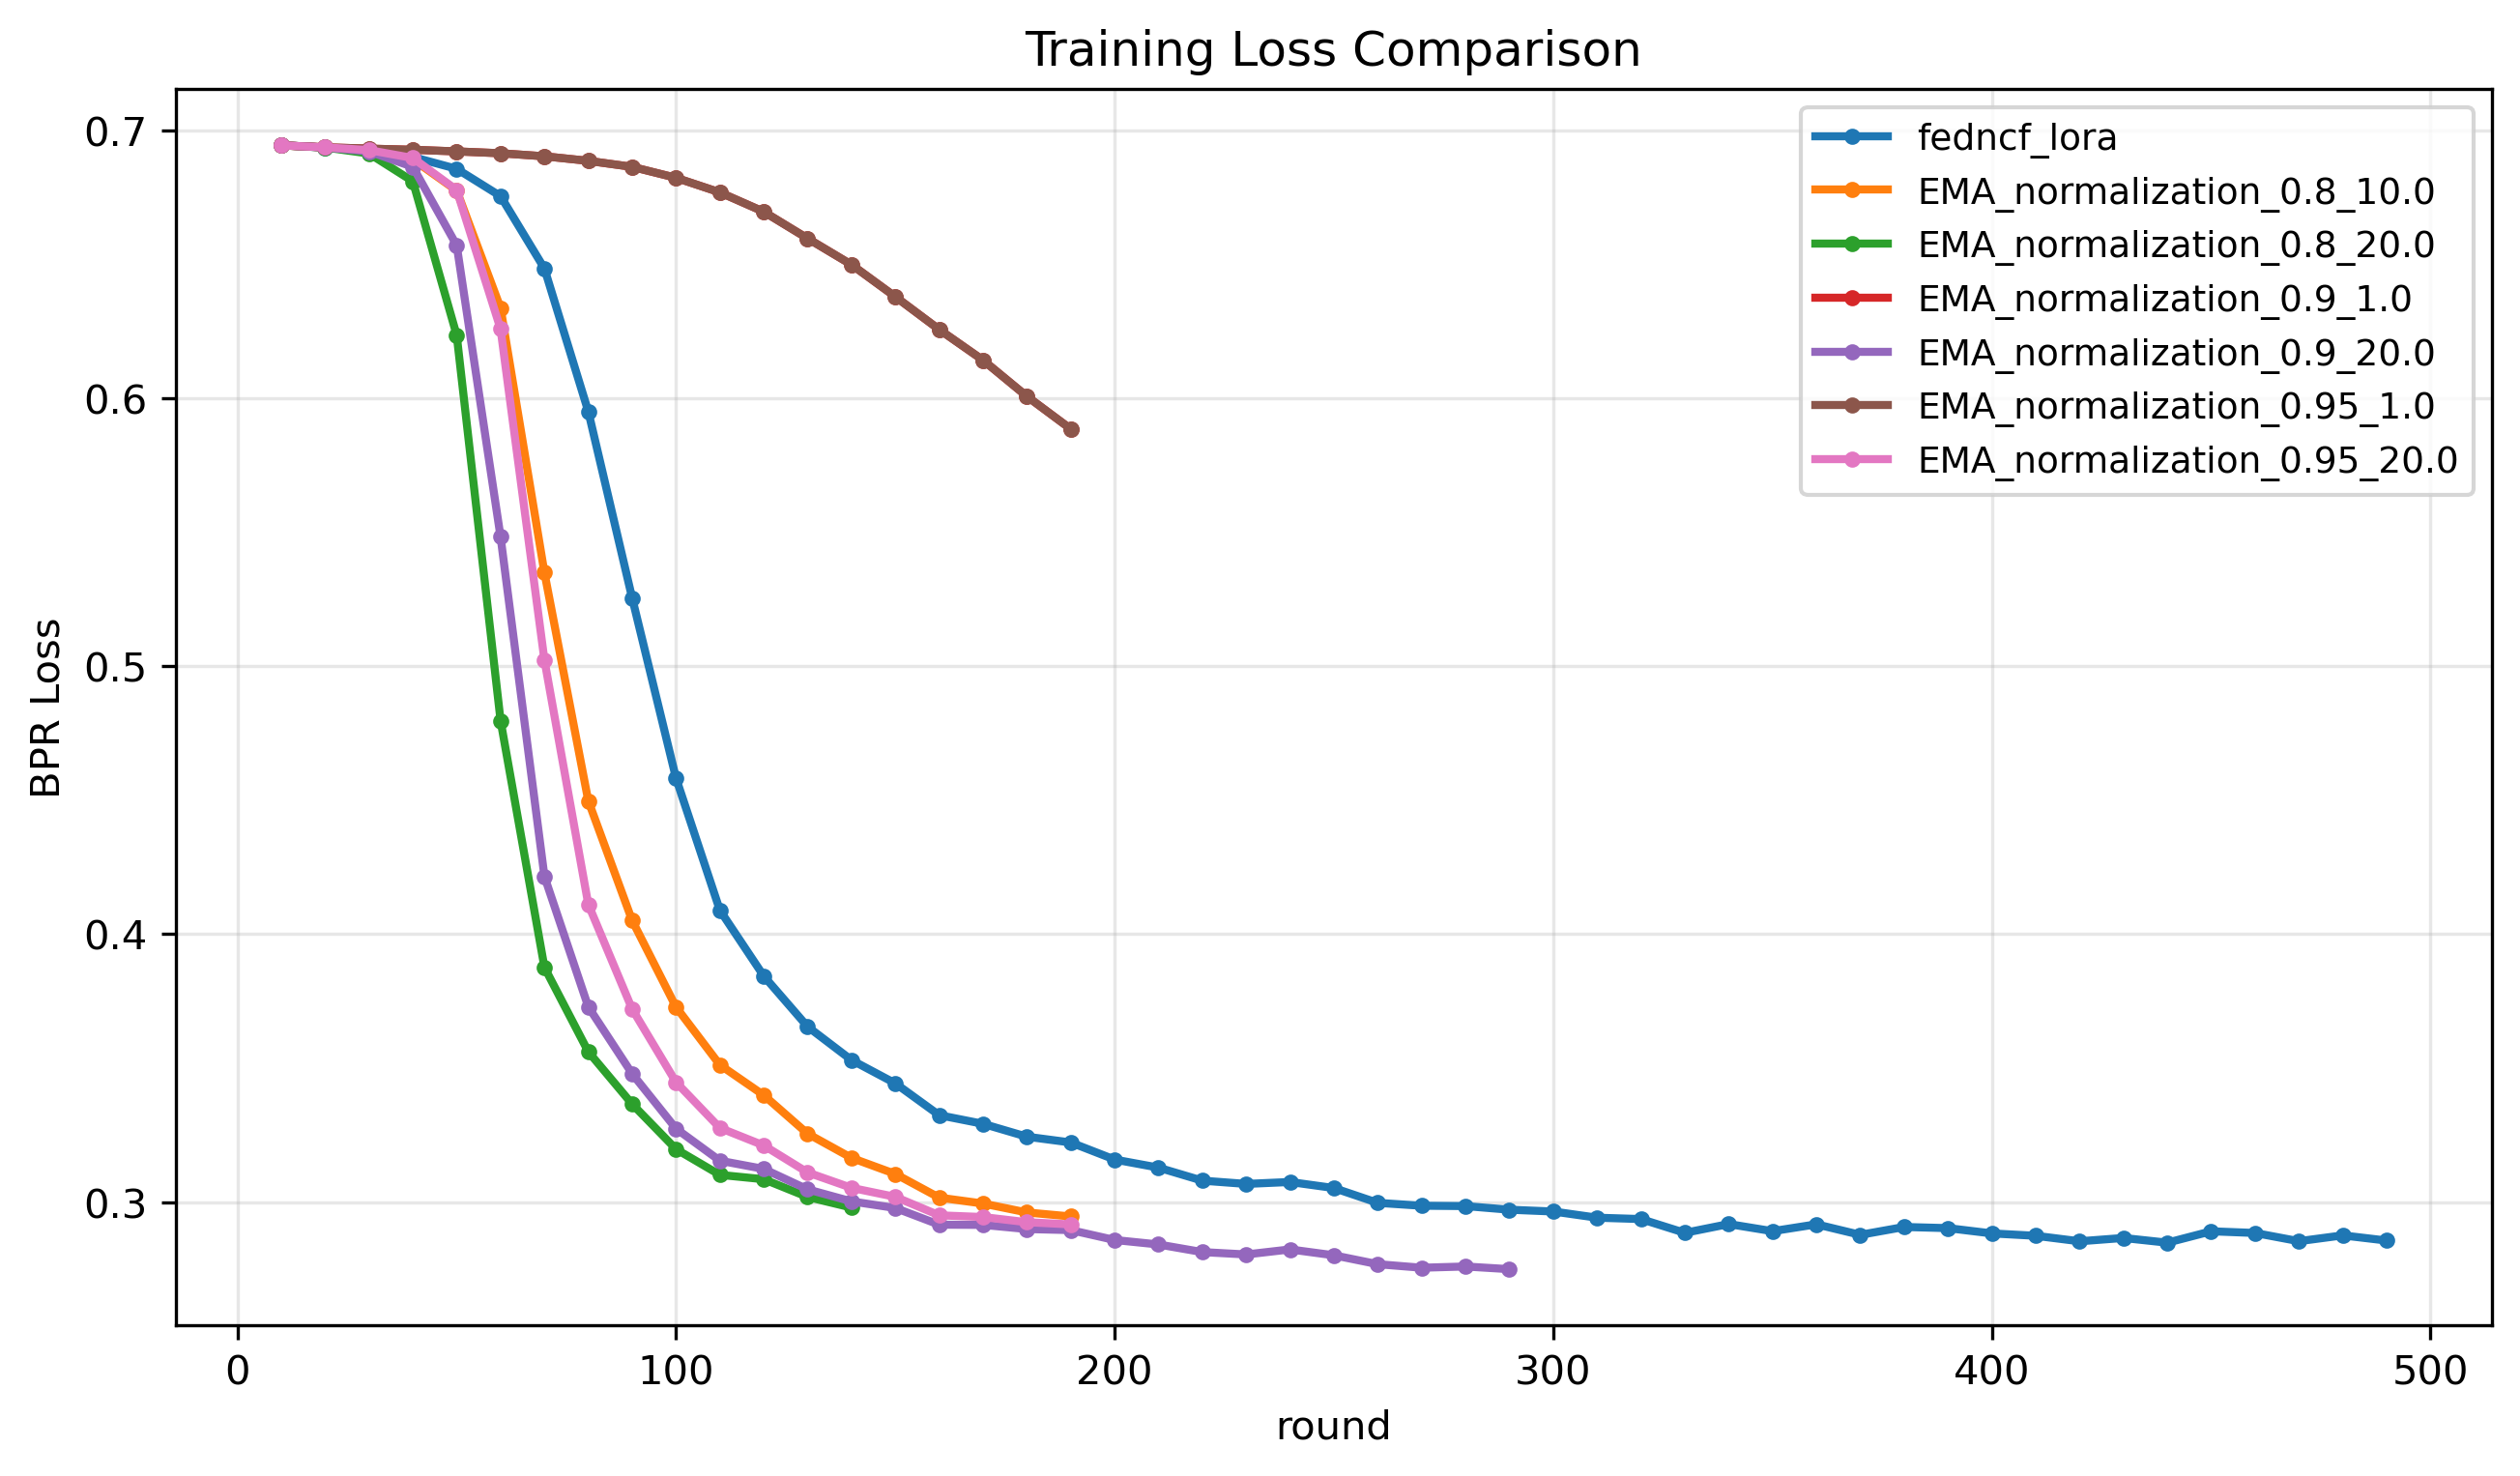 Training Loss Comparison
0.7
0.6
0.5
0.4
0.3
BPR Loss
fedncf_lora
EMA_normalization_0.8_10.0
EMA_normalization_0.8_20.0
EMA_normalization_0.9_1.0
EMA_normalization_0.9_20.0
EMA_normalization_0.95_1.0
EMA_normalization_0.95_20.0
0 100 200 300 400 500
round